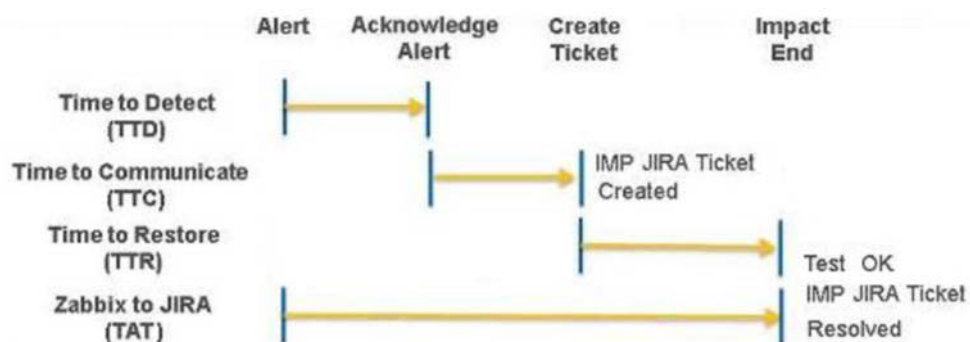 Alert Acknowledge Alert Create Ticket Impact End
Time to Detect
(TTD)
Time to Communicate
(TTC)
IMP JIRA Ticket
Created
Time to Restore
(TTR)
Test OK
Zabbix to JIRA
(TAT)
IMP JIRA Ticket
Resolved